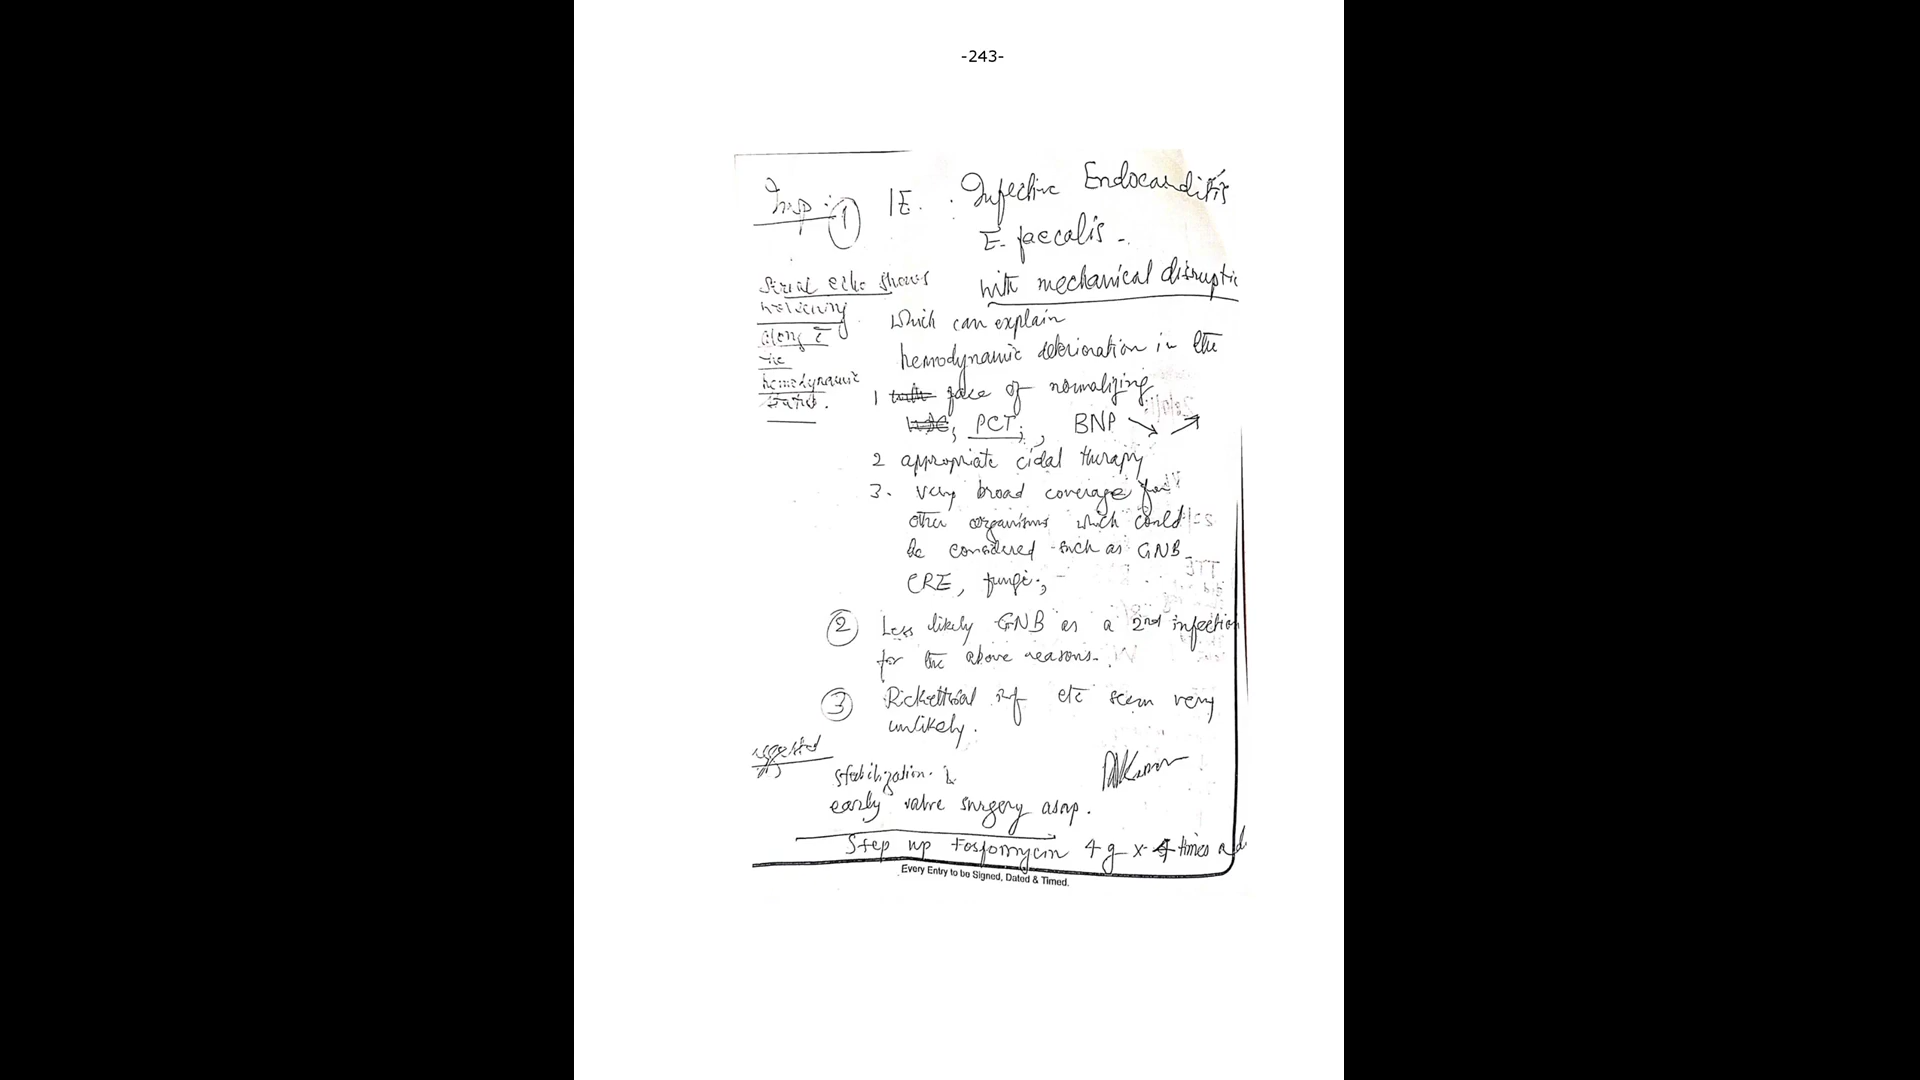 -243-
Imp: ① IE. Infective Endocarditis
E. faecalis -
with mechanical disruptio
Serial echo shows
worsening
along c̄
the
hemodynamic
status.
which can explain
hemodynamic deterioration in the
1 face of normalizing
PCT; , BNP ↘ ↗
2 appropriate cidal therapy
3. very broad coverage for
other organisms which could
be considered such as GNB
CRE, fungi,
② Less likely GNB as a 2nd infection
for the above reasons.
③ Rickettsial inf etc seem very
unlikely.
suggested
stabilization. &
early valve surgery asap.
Step up Fosfomycin 4 g x 4 times a d
Every Entry to be Signed, Dated & Timed.